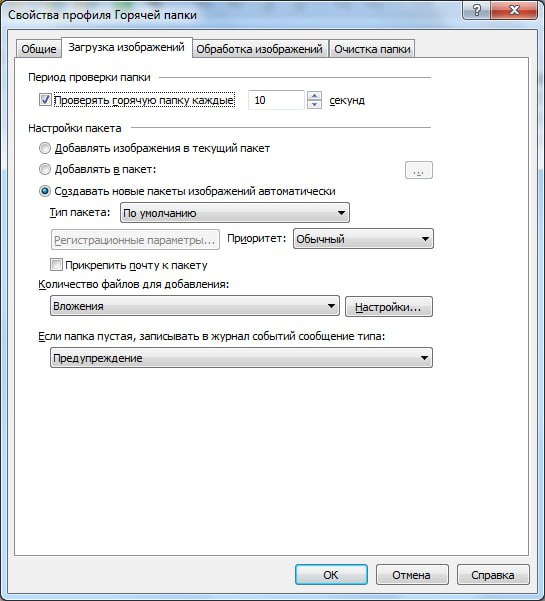 Свойства профиля Горячей папки
Общие Загрузка изображений Обработка изображений Очистка папки
Период проверки папки
Проверять горячую папку каждые 10 секунд
Настройки пакета
Добавлять изображения в текущий пакет
Добавлять в пакет: ...
Создавать новые пакеты изображений автоматически
Тип пакета: По умолчанию
Регистрационные параметры... Приоритет: Обычный
Прикрепить почту к пакету
Количество файлов для добавления:
Вложения Настройки...
Если папка пустая, записывать в журнал событий сообщение типа:
Предупреждение
OK Отмена Справка